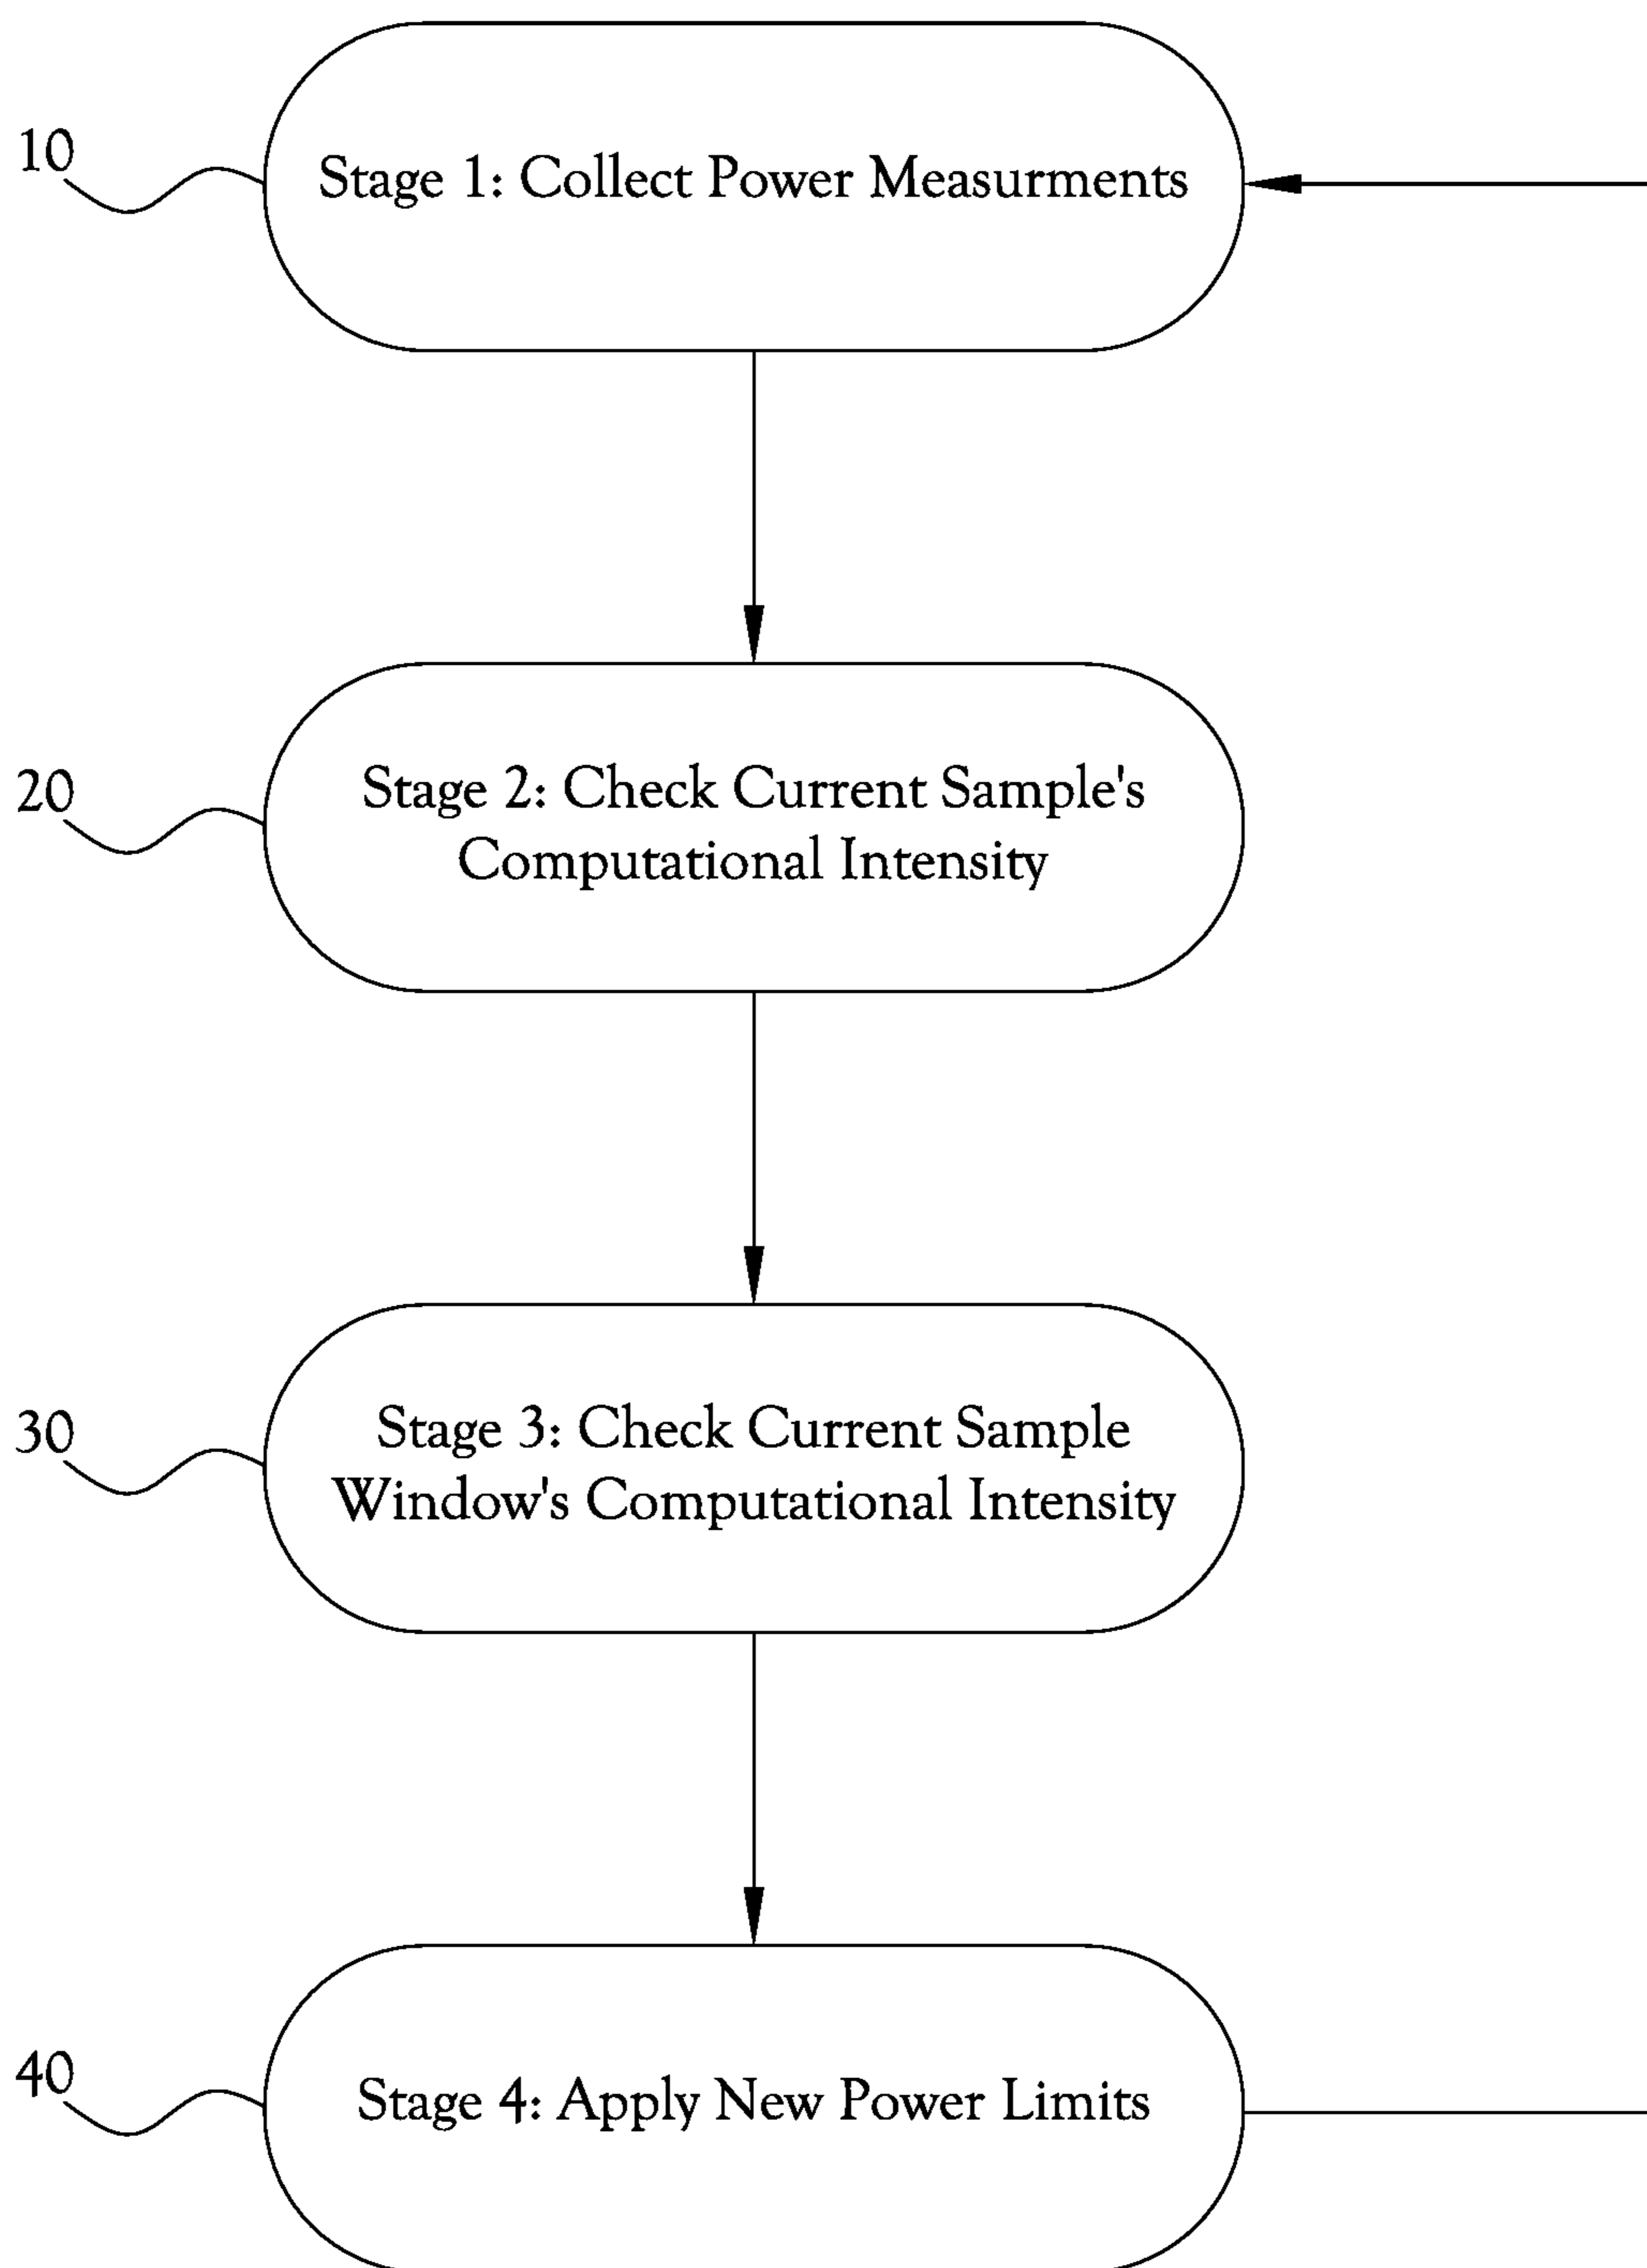 10
Stage 1: Collect Power Measurments
20
Stage 2: Check Current Sample's
Computational Intensity
30
Stage 3: Check Current Sample
Window's Computational Intensity
40
Stage 4: Apply New Power Limits